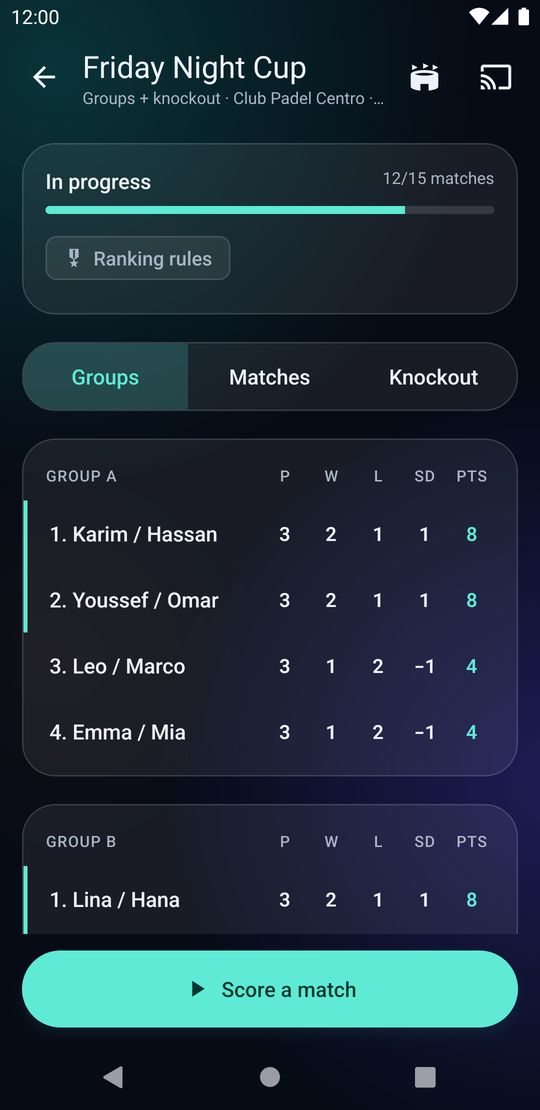 12:00
Friday Night Cup
Groups + knockout · Club Padel Centro ·…
In progress
12/15 matches
Ranking rules
Groups Matches Knockout
GROUP A P W L SD PTS
1. Karim / Hassan 3 2 1 1 8
2. Youssef / Omar 3 2 1 1 8
3. Leo / Marco 3 1 2 −1 4
4. Emma / Mia 3 1 2 −1 4
GROUP B P W L SD PTS
1. Lina / Hana 3 2 1 1 8
Score a match